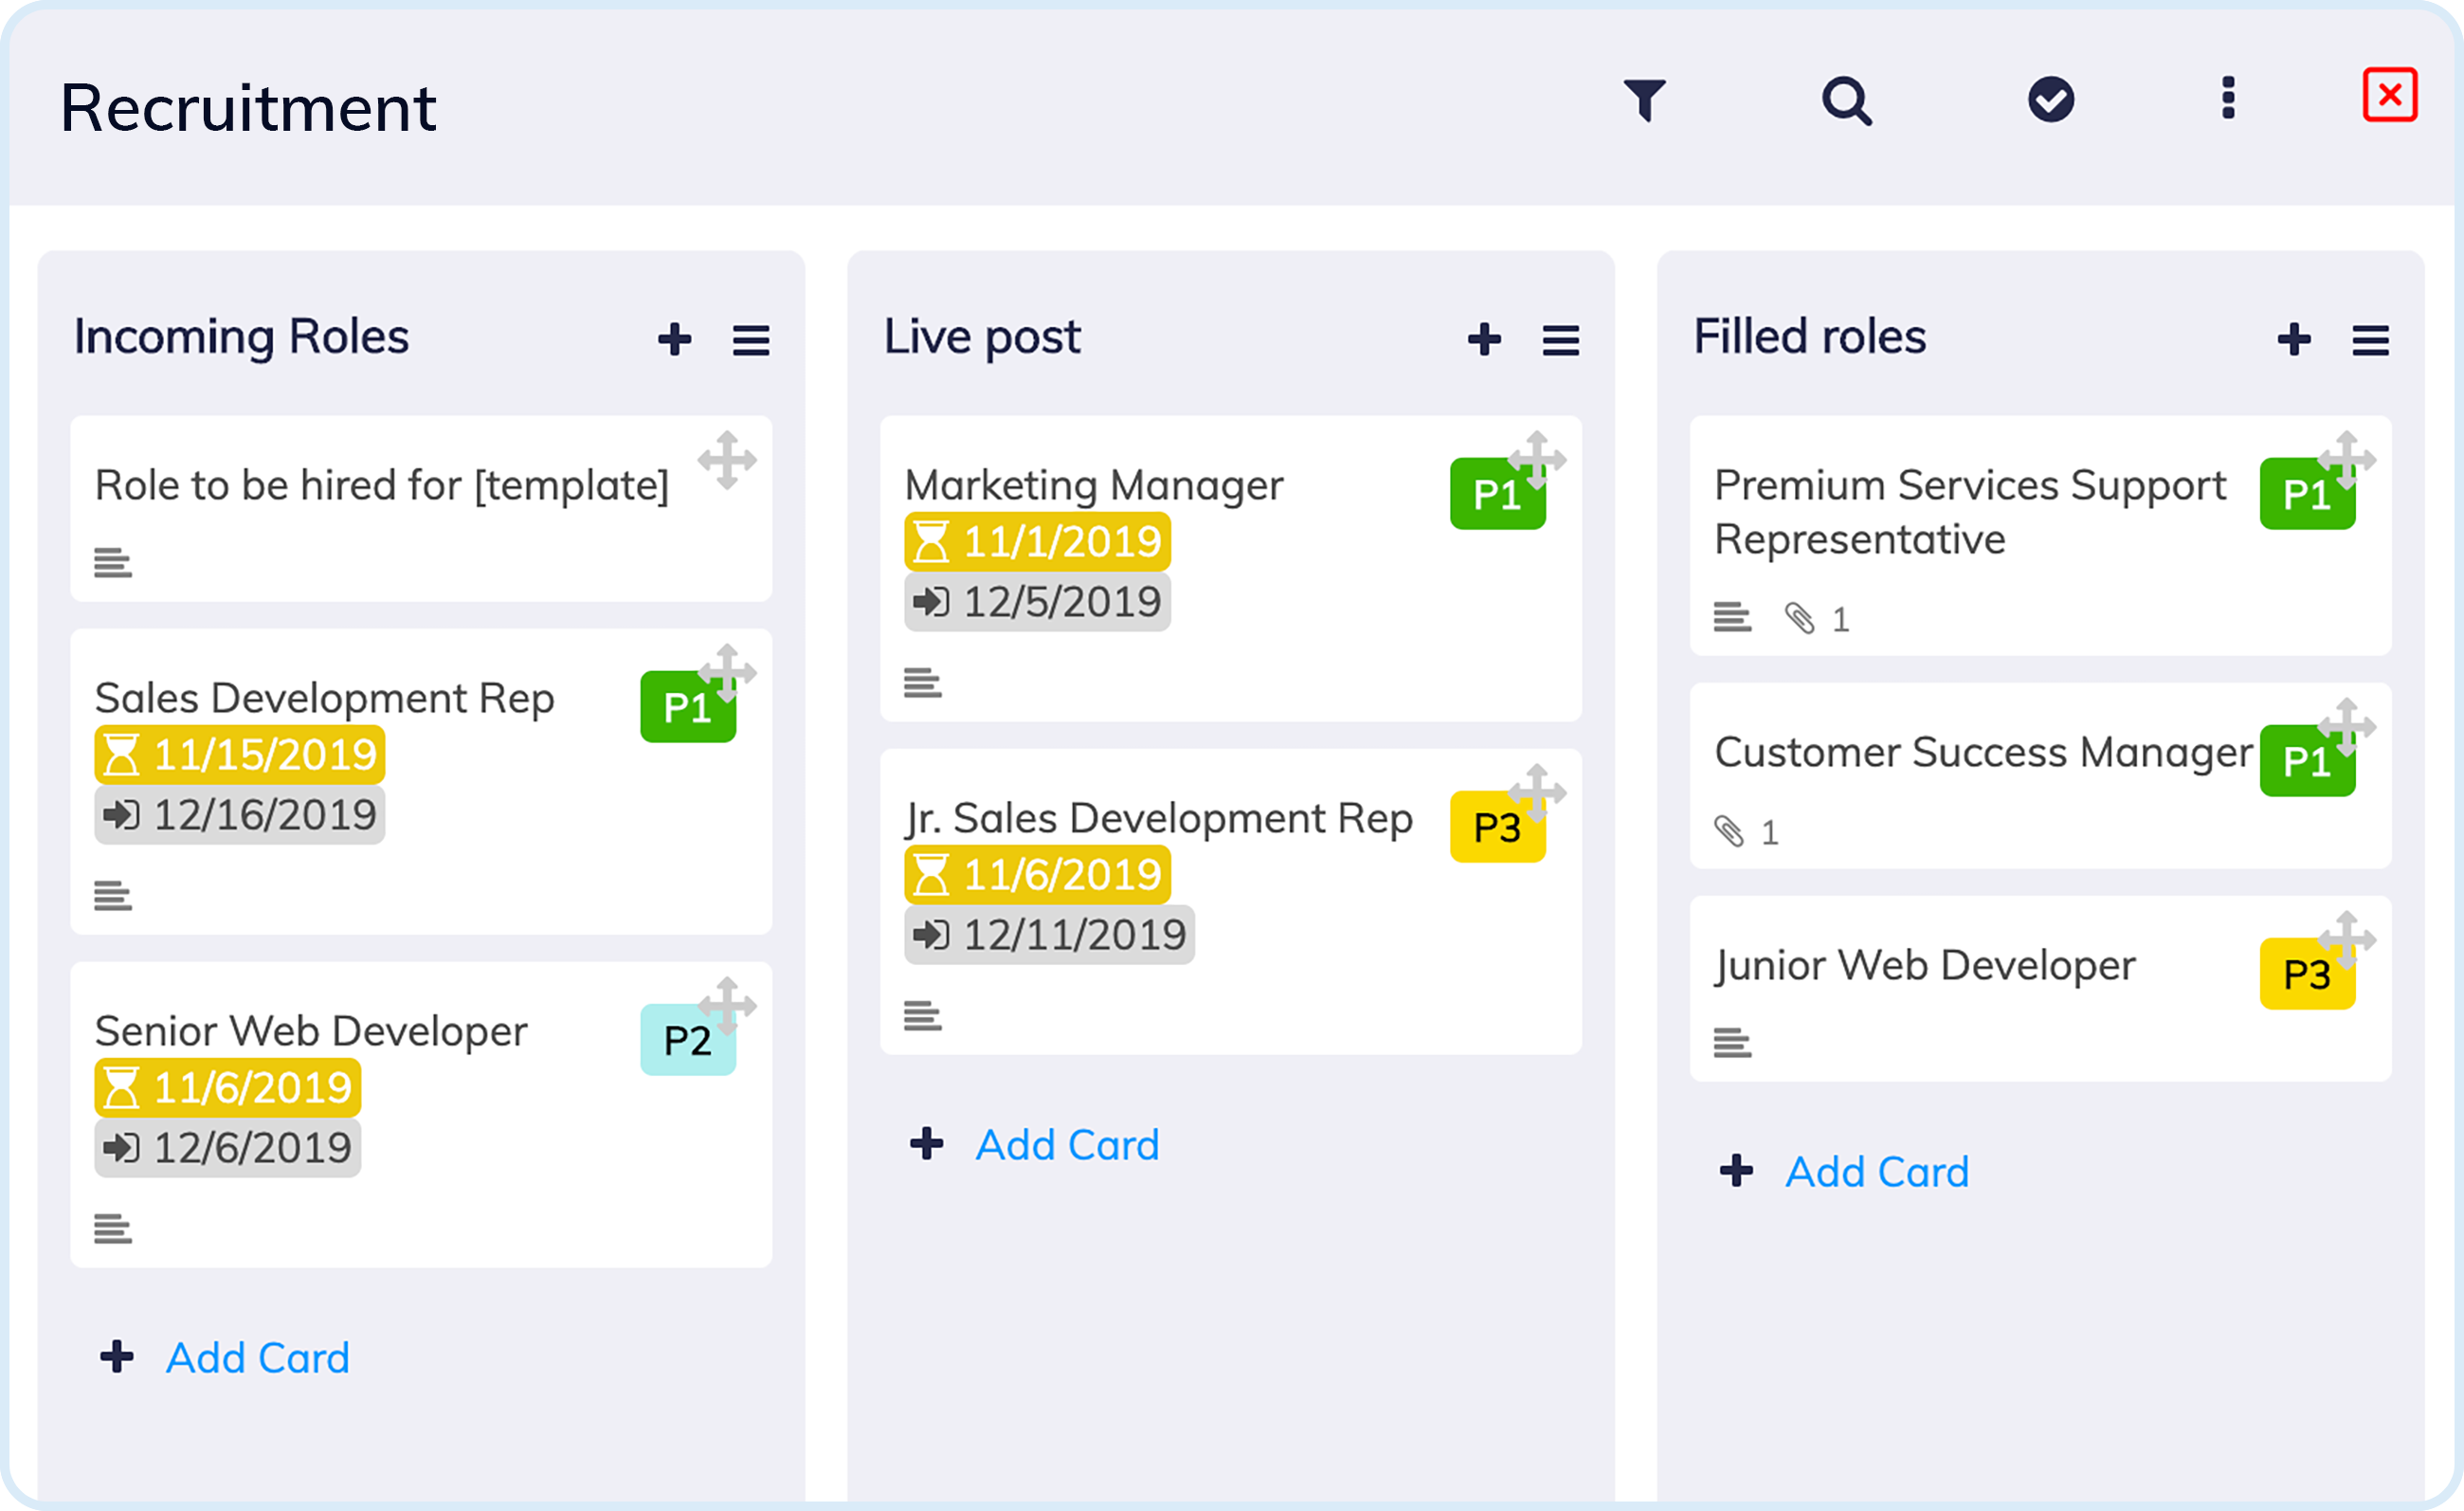 Recruitment
Incoming Roles
Role to be hired for [template]
Sales Development Rep
P1
11/15/2019
12/16/2019
Senior Web Developer
P2
11/6/2019
12/6/2019
Add Card
Live post
Marketing Manager
P1
11/1/2019
12/5/2019
Jr. Sales Development Rep
P3
11/6/2019
12/11/2019
Add Card
Filled roles
Premium Services Support
Representative
P1
1
Customer Success Manager
P1
1
Junior Web Developer
P3
Add Card